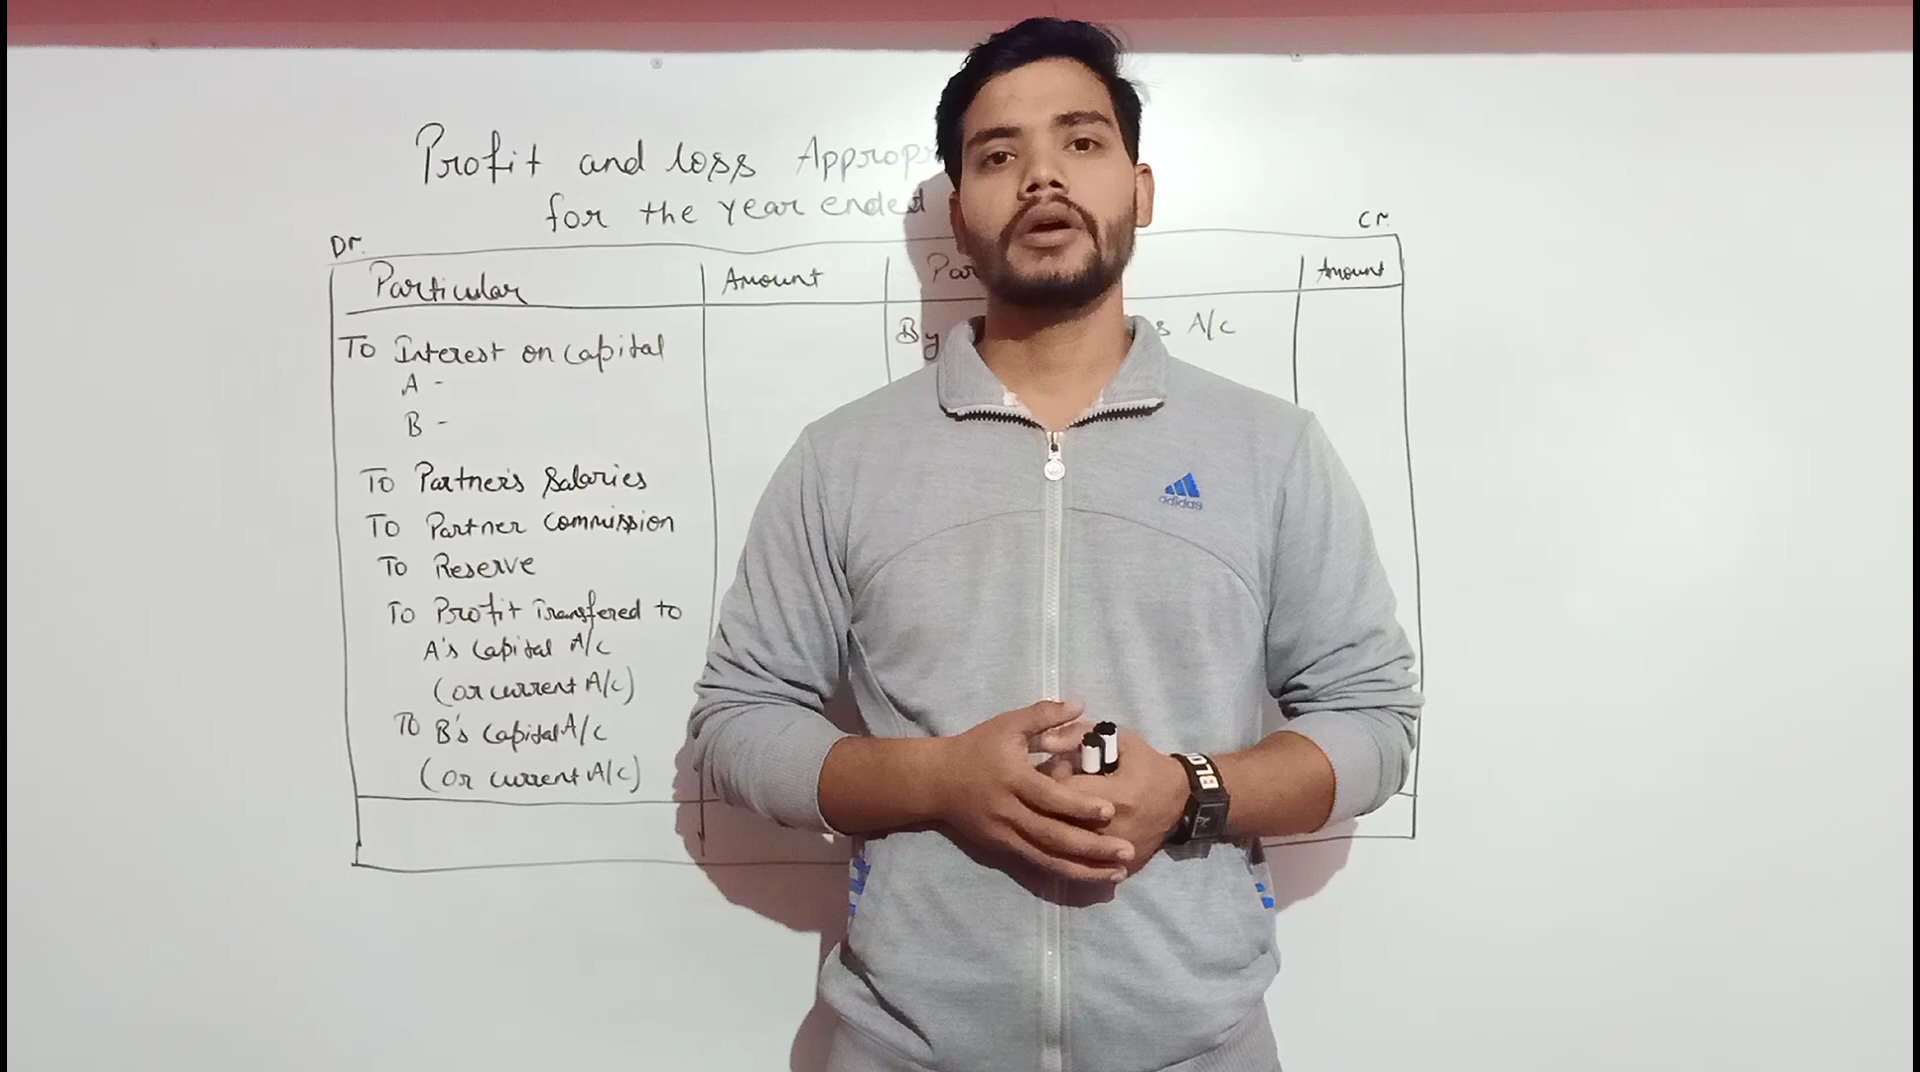 Profit and loss
for the year ended
Dr.
Cr.
Particular
Amount
Amount
To Interest on capital
A -
B -
To Partner's Salaries
To Partner Commission
To Reserve
To Profit Transfered to
A's Capital A/c
(or current A/c)
To B's Capital A/c
(or current A/c)
By
A/c
adidas